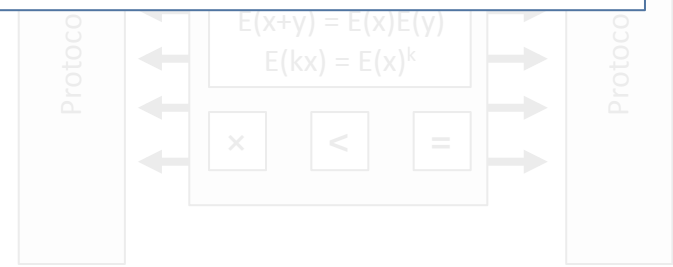 Protoco
E(x+y) = E(x)E(y)
E(kx) = E(x)ᵏ
× < =
Protoco